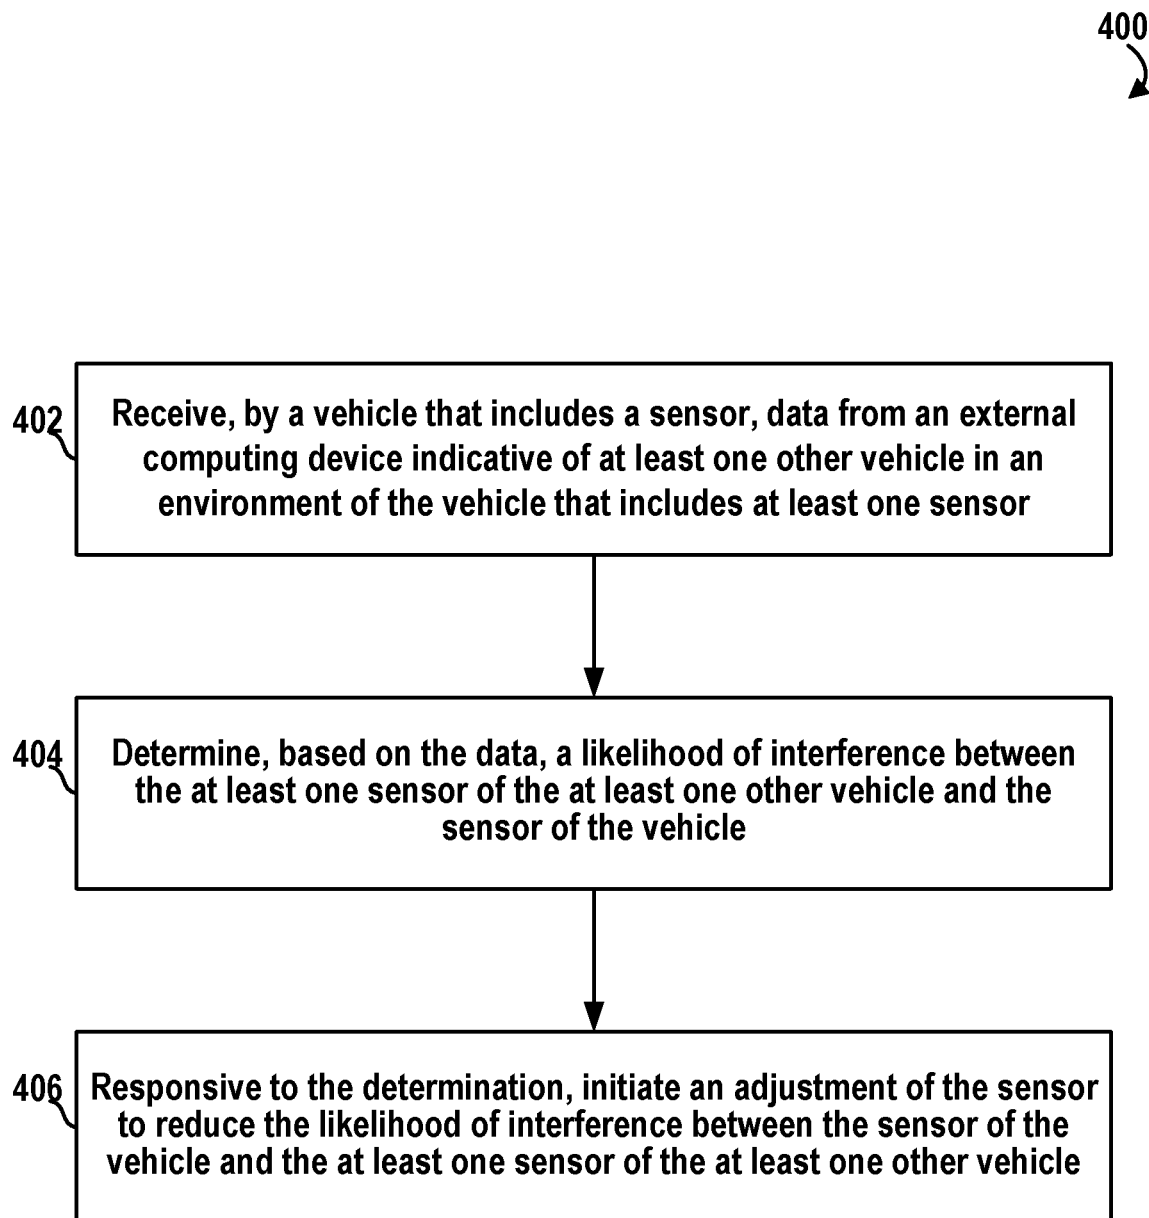 400
402
Receive, by a vehicle that includes a sensor, data from an external
computing device indicative of at least one other vehicle in an
environment of the vehicle that includes at least one sensor
404
Determine, based on the data, a likelihood of interference between
the at least one sensor of the at least one other vehicle and the
sensor of the vehicle
406
Responsive to the determination, initiate an adjustment of the sensor
to reduce the likelihood of interference between the sensor of the
vehicle and the at least one sensor of the at least one other vehicle